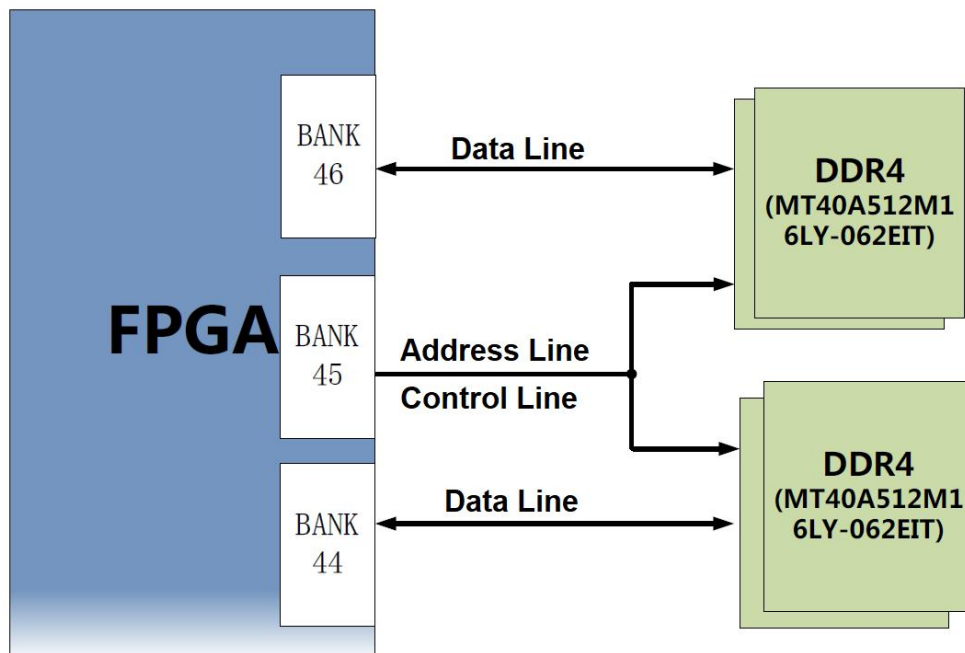 BANK
46
Data Line
DDR4
(MT40A512M1
6LY-062EIT)
FPGA
BANK
45
Address Line
Control Line
DDR4
(MT40A512M1
6LY-062EIT)
BANK
44
Data Line